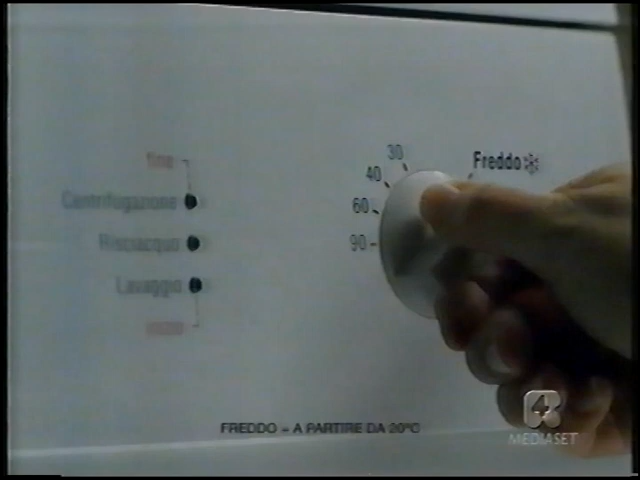 fine
Centrifugazione
Risciacquo
Lavaggio
30
40
60
90
Freddo
FREDDO – A PARTIRE DA 20°C
4
MEDIASET